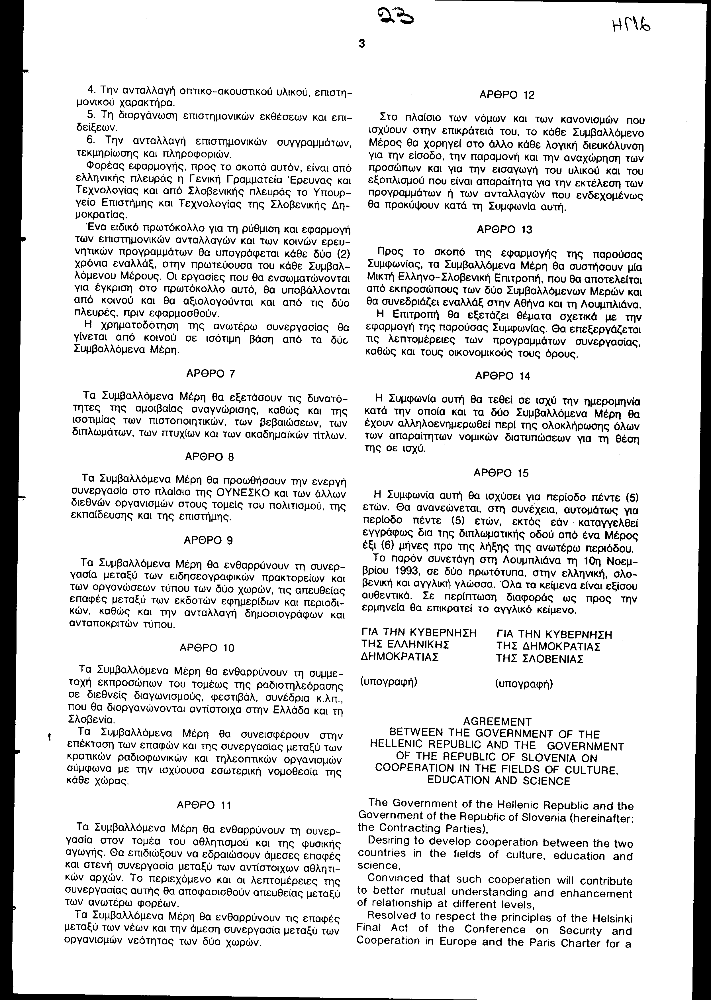 23
3
4. Την ανταλλαγή οπτικο-ακουστικού υλικού, επιστη-
μονικού χαρακτήρα.
5. Τη διοργάνωση επιστημονικών εκθέσεων και επι-
δείξεων.
6. Την ανταλλαγή επιστημονικών συγγραμμάτων,
τεκμηρίωσης και πληροφοριών.
Φορέας εφαρμογής, προς το σκοπό αυτόν, είναι από
ελληνικής πλευράς η Γενική Γραμματεία Έρευνας και
Τεχνολογίας και από Σλοβενικής πλευράς το Υπουρ-
γείο Επιστήμης και Τεχνολογίας της Σλοβενικής Δη-
μοκρατίας.
Ένα ειδικό πρωτόκολλο για τη ρύθμιση και εφαρμογή
των επιστημονικών ανταλλαγών και των κοινών ερευ-
νητικών προγραμμάτων θα υπογράφεται κάθε δύο (2)
χρόνια εναλλάξ, στην πρωτεύουσα του κάθε Συμβαλ-
λόμενου Μέρους. Οι εργασίες που θα ενσωματώνονται
για έγκριση στο πρωτόκολλο αυτό, θα υποβάλλονται
από κοινού και θα αξιολογούνται και από τις δύο
πλευρές, πριν εφαρμοσθούν.
Η χρηματοδότηση της ανωτέρω συνεργασίας θα
γίνεται από κοινού σε ισότιμη βάση από τα δύο
Συμβαλλόμενα Μέρη.
ΑΡΘΡΟ 7
Τα Συμβαλλόμενα Μέρη θα εξετάσουν τις δυνατό-
τητες της αμοιβαίας αναγνώρισης, καθώς και της
ισοτιμίας των πιστοποιητικών, των βεβαιώσεων, των
διπλωμάτων, των πτυχίων και των ακαδημαϊκών τίτλων.
ΑΡΘΡΟ 8
Τα Συμβαλλόμενα Μέρη θα προωθήσουν την ενεργή
συνεργασία στο πλαίσιο της ΟΥΝΕΣΚΟ και των άλλων
διεθνών οργανισμών στους τομείς του πολιτισμού, της
εκπαίδευσης και της επιστήμης.
ΑΡΘΡΟ 9
Τα Συμβαλλόμενα Μέρη θα ενθαρρύνουν τη συνερ-
γασία μεταξύ των ειδησεογραφικών πρακτορείων και
των οργανώσεων τύπου των δύο χωρών, τις απευθείας
επαφές μεταξύ των εκδοτών εφημερίδων και περιοδι-
κών, καθώς και την ανταλλαγή δημοσιογράφων και
ανταποκριτών τύπου.
ΑΡΘΡΟ 10
Τα Συμβαλλόμενα Μέρη θα ενθαρρύνουν τη συμμε-
τοχή εκπροσώπων του τομέως της ραδιοτηλεόρασης
σε διεθνείς διαγωνισμούς, φεστιβάλ, συνέδρια κ.λπ.,
που θα διοργανώνονται αντίστοιχα στην Ελλάδα και τη
Σλοβενία.
Τα Συμβαλλόμενα Μέρη θα συνεισφέρουν στην
επέκταση των επαφών και της συνεργασίας μεταξύ των
κρατικών ραδιοφωνικών και τηλεοπτικών οργανισμών
σύμφωνα με την ισχύουσα εσωτερική νομοθεσία της
κάθε χώρας.
ΑΡΘΡΟ 11
Τα Συμβαλλόμενα Μέρη θα ενθαρρύνουν τη συνερ-
γασία στον τομέα του αθλητισμού και της φυσικής
αγωγής. Θα επιδιώξουν να εδραιώσουν άμεσες επαφές
και στενή συνεργασία μεταξύ των αντίστοιχων αθλητι-
κών αρχών. Το περιεχόμενο και οι λεπτομέρειες της
συνεργασίας αυτής θα αποφασισθούν απευθείας μεταξύ
των ανωτέρω φορέων.
Τα Συμβαλλόμενα Μέρη θα ενθαρρύνουν τις επαφές
μεταξύ των νέων και την άμεση συνεργασία μεταξύ των
οργανισμών νεότητας των δύο χωρών.
ΑΡΘΡΟ 12
Στο πλαίσιο των νόμων και των κανονισμών που
ισχύουν στην επικράτειά του, το κάθε Συμβαλλόμενο
Μέρος θα χορηγεί στο άλλο κάθε λογική διευκόλυνση
για την είσοδο, την παραμονή και την αναχώρηση των
προσώπων και για την εισαγωγή του υλικού και του
εξοπλισμού που είναι απαραίτητα για την εκτέλεση των
προγραμμάτων ή των ανταλλαγών που ενδεχομένως
θα προκύψουν κατά τη Συμφωνία αυτή.
ΑΡΘΡΟ 13
Προς το σκοπό της εφαρμογής της παρούσας
Συμφωνίας, τα Συμβαλλόμενα Μέρη θα συστήσουν μία
Μικτή Ελληνο-Σλοβενική Επιτροπή, που θα αποτελείται
από εκπροσώπους των δύο Συμβαλλόμενων Μερών και
θα συνεδριάζει εναλλάξ στην Αθήνα και τη Λουμπλιάνα.
Η Επιτροπή θα εξετάζει θέματα σχετικά με την
εφαρμογή της παρούσας Συμφωνίας. Θα επεξεργάζεται
τις λεπτομέρειες των προγραμμάτων συνεργασίας,
καθώς και τους οικονομικούς τους όρους.
ΑΡΘΡΟ 14
Η Συμφωνία αυτή θα τεθεί σε ισχύ την ημερομηνία
κατά την οποία και τα δύο Συμβαλλόμενα Μέρη θα
έχουν αλληλοενημερωθεί περί της ολοκλήρωσης όλων
των απαραίτητων νομικών διατυπώσεων για τη θέση
της σε ισχύ.
ΑΡΘΡΟ 15
Η Συμφωνία αυτή θα ισχύσει για περίοδο πέντε (5)
ετών. Θα ανανεώνεται, στη συνέχεια, αυτομάτως για
περίοδο πέντε (5) ετών, εκτός εάν καταγγελθεί
εγγράφως δια της διπλωματικής οδού από ένα Μέρος
έξι (6) μήνες προ της λήξης της ανωτέρω περιόδου.
Το παρόν συνετάγη στη Λουμπλιάνα τη 10η Νοεμ-
βρίου 1993, σε δύο πρωτότυπα, στην ελληνική, σλο-
βενική και αγγλική γλώσσα. Όλα τα κείμενα είναι εξίσου
αυθεντικά. Σε περίπτωση διαφοράς ως προς την
ερμηνεία θα επικρατεί το αγγλικό κείμενο.
ΓΙΑ ΤΗΝ ΚΥΒΕΡΝΗΣΗ ΓΙΑ ΤΗΝ ΚΥΒΕΡΝΗΣΗ
ΤΗΣ ΕΛΛΗΝΙΚΗΣ ΤΗΣ ΔΗΜΟΚΡΑΤΙΑΣ
ΔΗΜΟΚΡΑΤΙΑΣ ΤΗΣ ΣΛΟΒΕΝΙΑΣ
(υπογραφή) (υπογραφή)
AGREEMENT
BETWEEN THE GOVERNMENT OF THE
HELLENIC REPUBLIC AND THE GOVERNMENT
OF THE REPUBLIC OF SLOVENIA ON
COOPERATION IN THE FIELDS OF CULTURE,
EDUCATION AND SCIENCE
The Government of the Hellenic Republic and the
Government of the Republic of Slovenia (hereinafter:
the Contracting Parties),
Desiring to develop cooperation between the two
countries in the fields of culture, education and
science,
Convinced that such cooperation will contribute
to better mutual understanding and enhancement
of relationship at different levels,
Resolved to respect the principles of the Helsinki
Final Act of the Conference on Security and
Cooperation in Europe and the Paris Charter for a